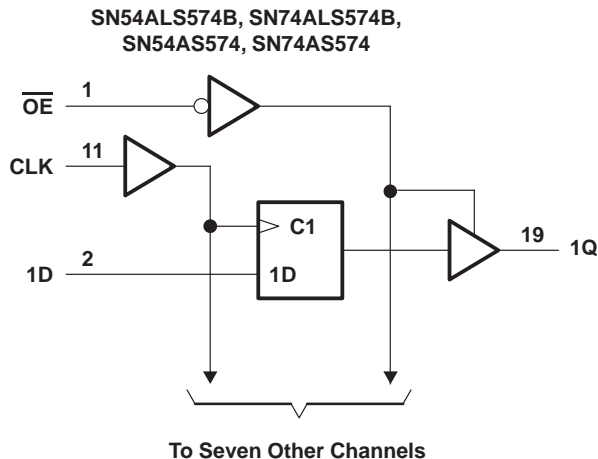 SN54ALS574B, SN74ALS574B,
SN54AS574, SN74AS574
OE 1
CLK 11
C1
19 1Q
1D 2 1D
To Seven Other Channels